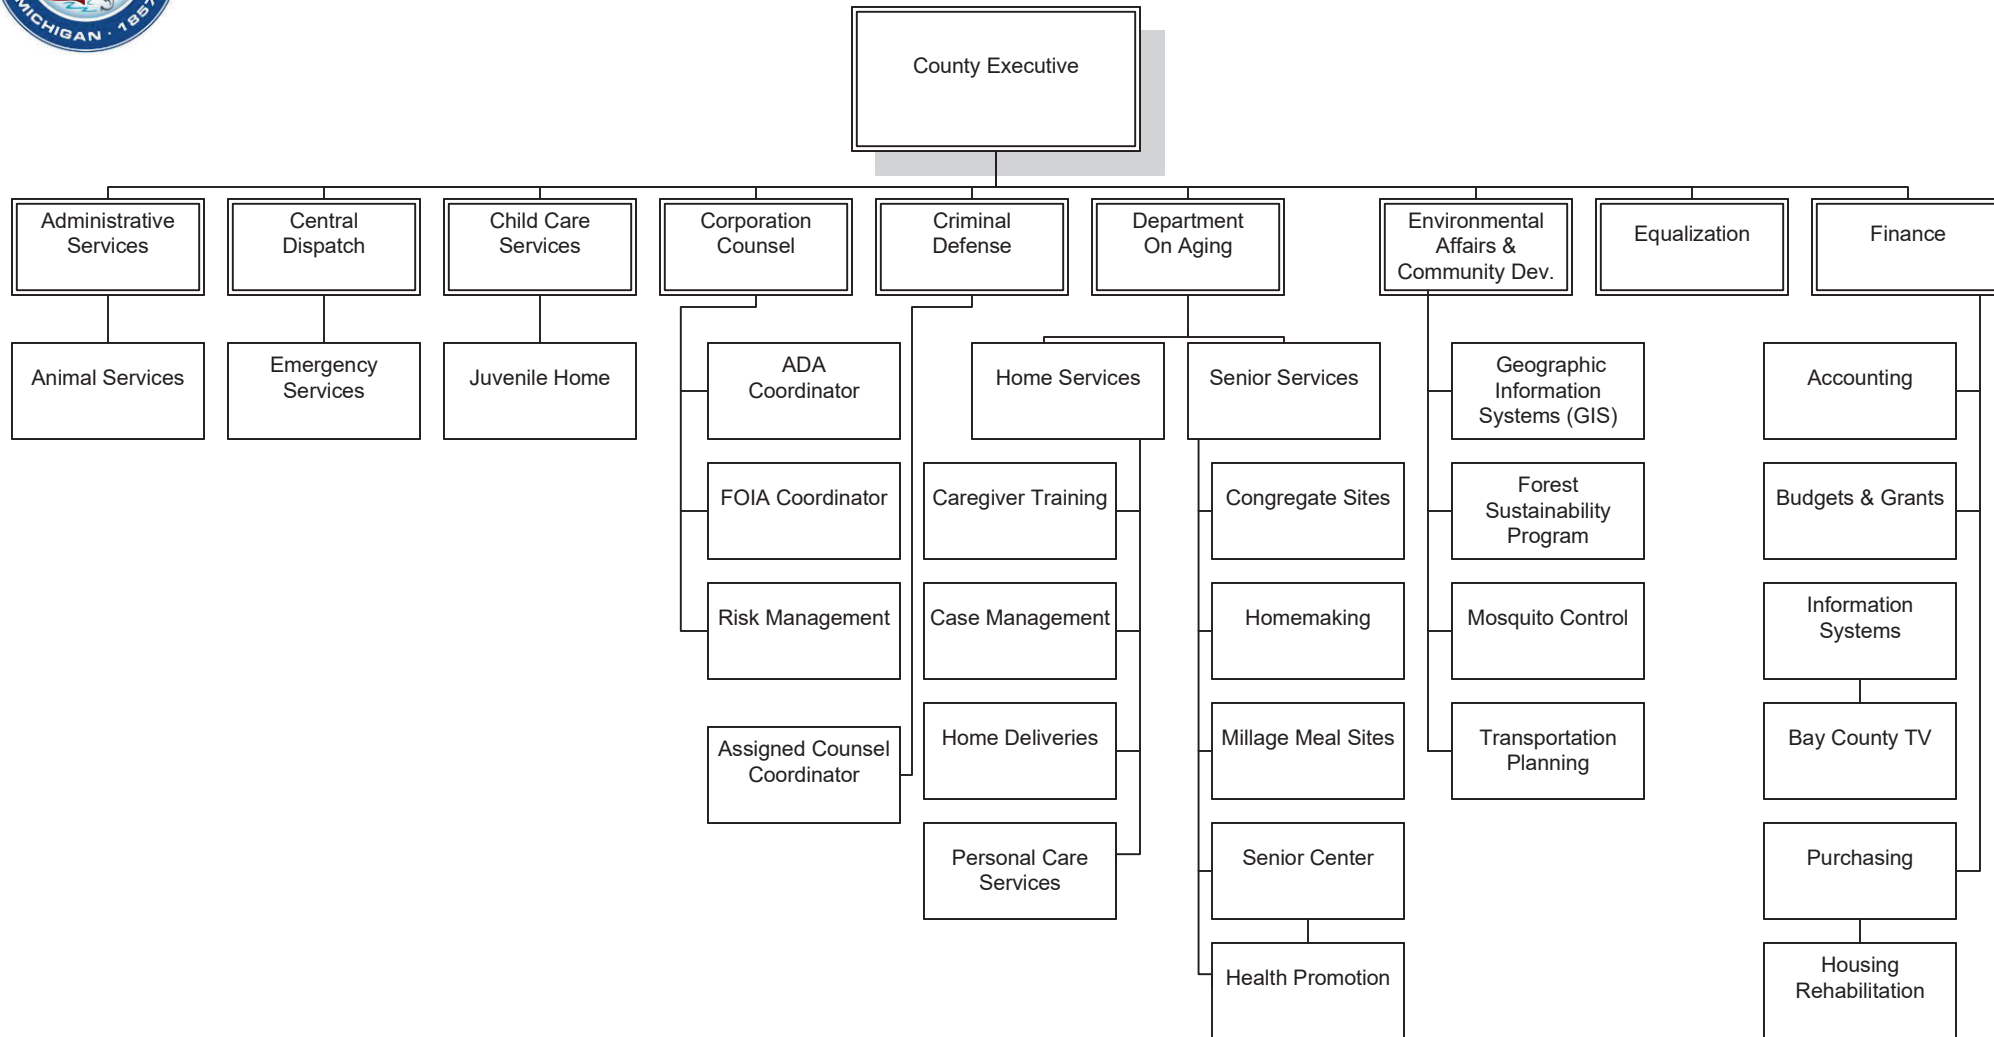 MICHIGAN · 1857
County Executive
Administrative
Services
Central
Dispatch
Child Care
Services
Corporation
Counsel
Criminal
Defense
Department
On Aging
Environmental
Affairs &
Community Dev.
Equalization
Finance
Animal Services
Emergency
Services
Juvenile Home
ADA
Coordinator
Home Services
Senior Services
Geographic
Information
Systems (GIS)
Accounting
FOIA Coordinator
Caregiver Training
Congregate Sites
Forest
Sustainability
Program
Budgets & Grants
Risk Management
Case Management
Homemaking
Mosquito Control
Information
Systems
Assigned Counsel
Coordinator
Home Deliveries
Millage Meal Sites
Transportation
Planning
Bay County TV
Personal Care
Services
Senior Center
Purchasing
Health Promotion
Housing
Rehabilitation